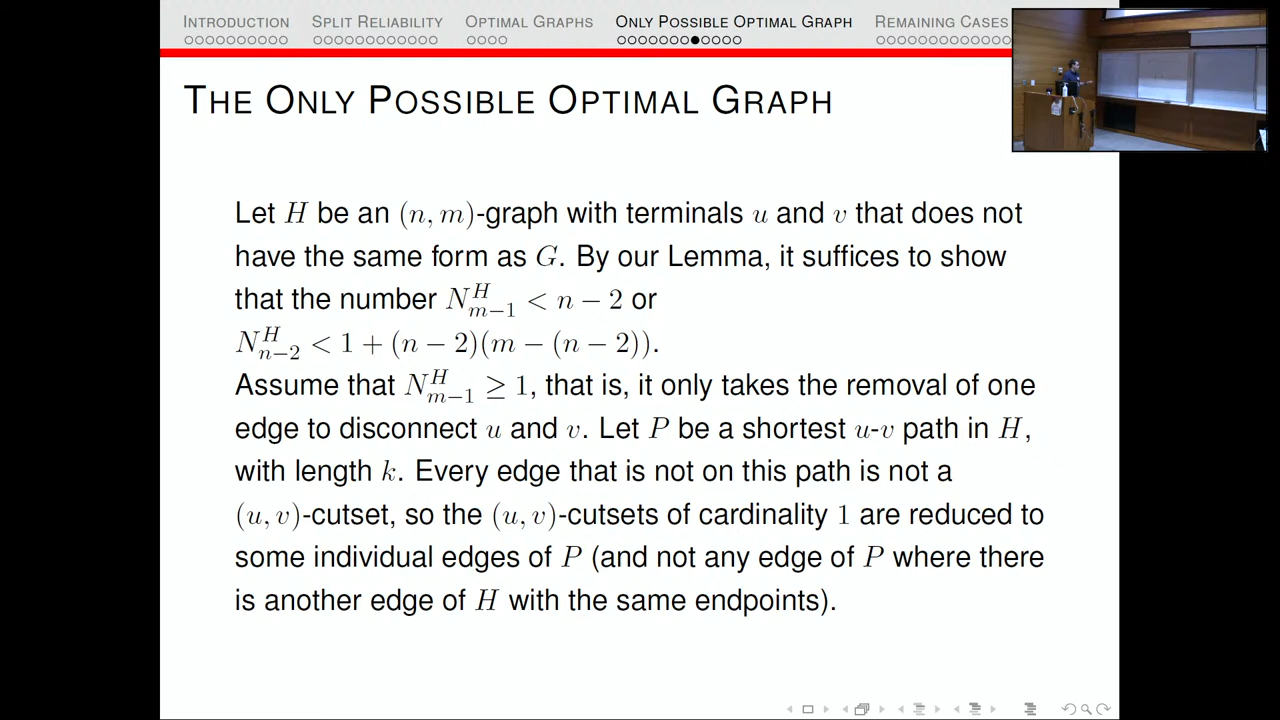 INTRODUCTION SPLIT RELIABILITY OPTIMAL GRAPHS ONLY POSSIBLE OPTIMAL GRAPH REMAINING CASES
THE ONLY POSSIBLE OPTIMAL GRAPH
Let H be an (n, m)-graph with terminals u and v that does not
have the same form as G. By our Lemma, it suffices to show
that the number N_{m−1}^H < n − 2 or
N_{n−2}^H < 1 + (n − 2)(m − (n − 2)).
Assume that N_{m−1}^H ≥ 1, that is, it only takes the removal of one
edge to disconnect u and v. Let P be a shortest u-v path in H,
with length k. Every edge that is not on this path is not a
(u, v)-cutset, so the (u, v)-cutsets of cardinality 1 are reduced to
some individual edges of P (and not any edge of P where there
is another edge of H with the same endpoints).